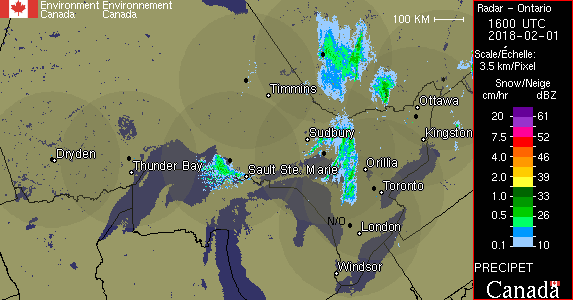 Environment Environnement
Canada Canada
100 KM
Timmins
Ottawa
Sudbury
Kingston
Dryden
Thunder Bay
Sault Ste. Marie
Orillia
Toronto
N/O
London
Windsor
Radar - Ontario
1600 UTC
2018-02-01
Scale/Échelle:
3.5 km/Pixel
Snow/Neige
cm/hr dBZ
20 61
7.5 52
4.0 46
2.0 39
1.0 33
0.5 26
0.1 10
PRECIPET
Canada